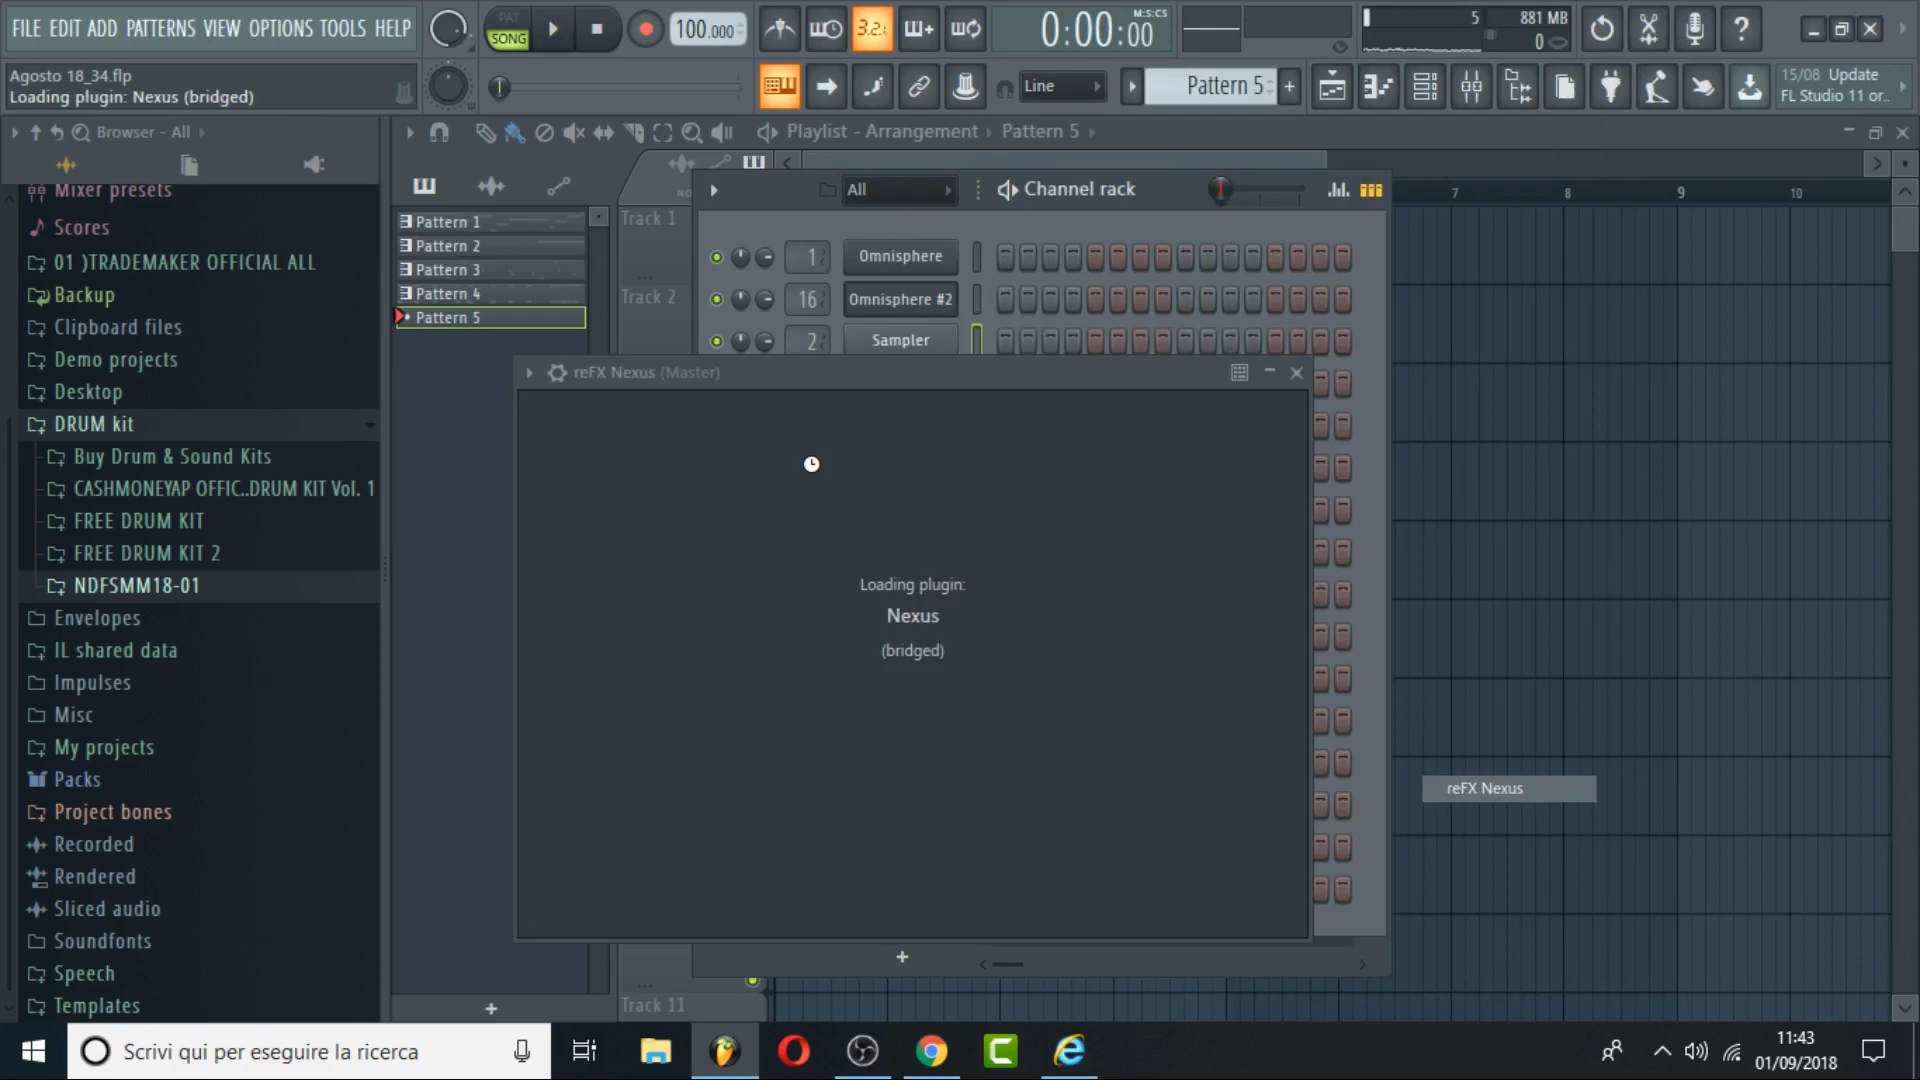 FILE EDIT ADD PATTERNS VIEW OPTIONS TOOLS HELP
PAT
SONG
100.000
3.2.
0:00:00
M:S:CS
5
881 MB
0
Agosto 18_34.flp
Loading plugin: Nexus (bridged)
Line
Pattern 5
+
15/08 Update
FL Studio 11 or..
Browser - All
Playlist - Arrangement › Pattern 5 ›
Mixer presets
Scores
01 )TRADEMAKER OFFICIAL ALL
Backup
Clipboard files
Demo projects
Desktop
DRUM kit
Buy Drum & Sound Kits
CASHMONEYAP OFFIC..DRUM KIT Vol. 1
FREE DRUM KIT
FREE DRUM KIT 2
NDFSMM18-01
Envelopes
IL shared data
Impulses
Misc
My projects
Packs
Project bones
Recorded
Rendered
Sliced audio
Soundfonts
Speech
Templates
Pattern 1
Pattern 2
Pattern 3
Pattern 4
Pattern 5
+
Track 1
...
Track 2
...
Track 11
7 8 9 10
All
Channel rack
1 Omnisphere
16 Omnisphere #2
2 Sampler
reFX Nexus (Master)
Loading plugin:
Nexus
(bridged)
+
reFX Nexus
Scrivi qui per eseguire la ricerca
11:43
01/09/2018